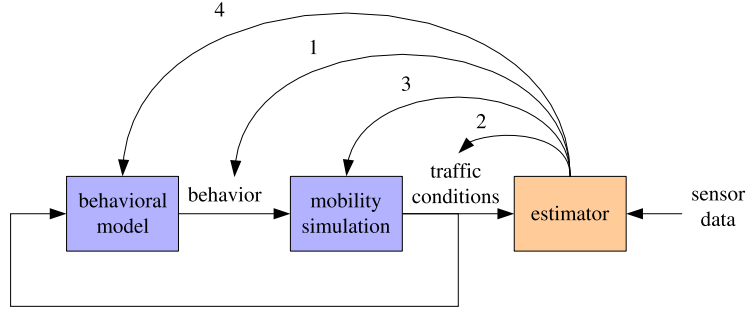 4
1
3
2
behavioral
model
behavior
mobility
simulation
traffic
conditions
estimator
sensor
data